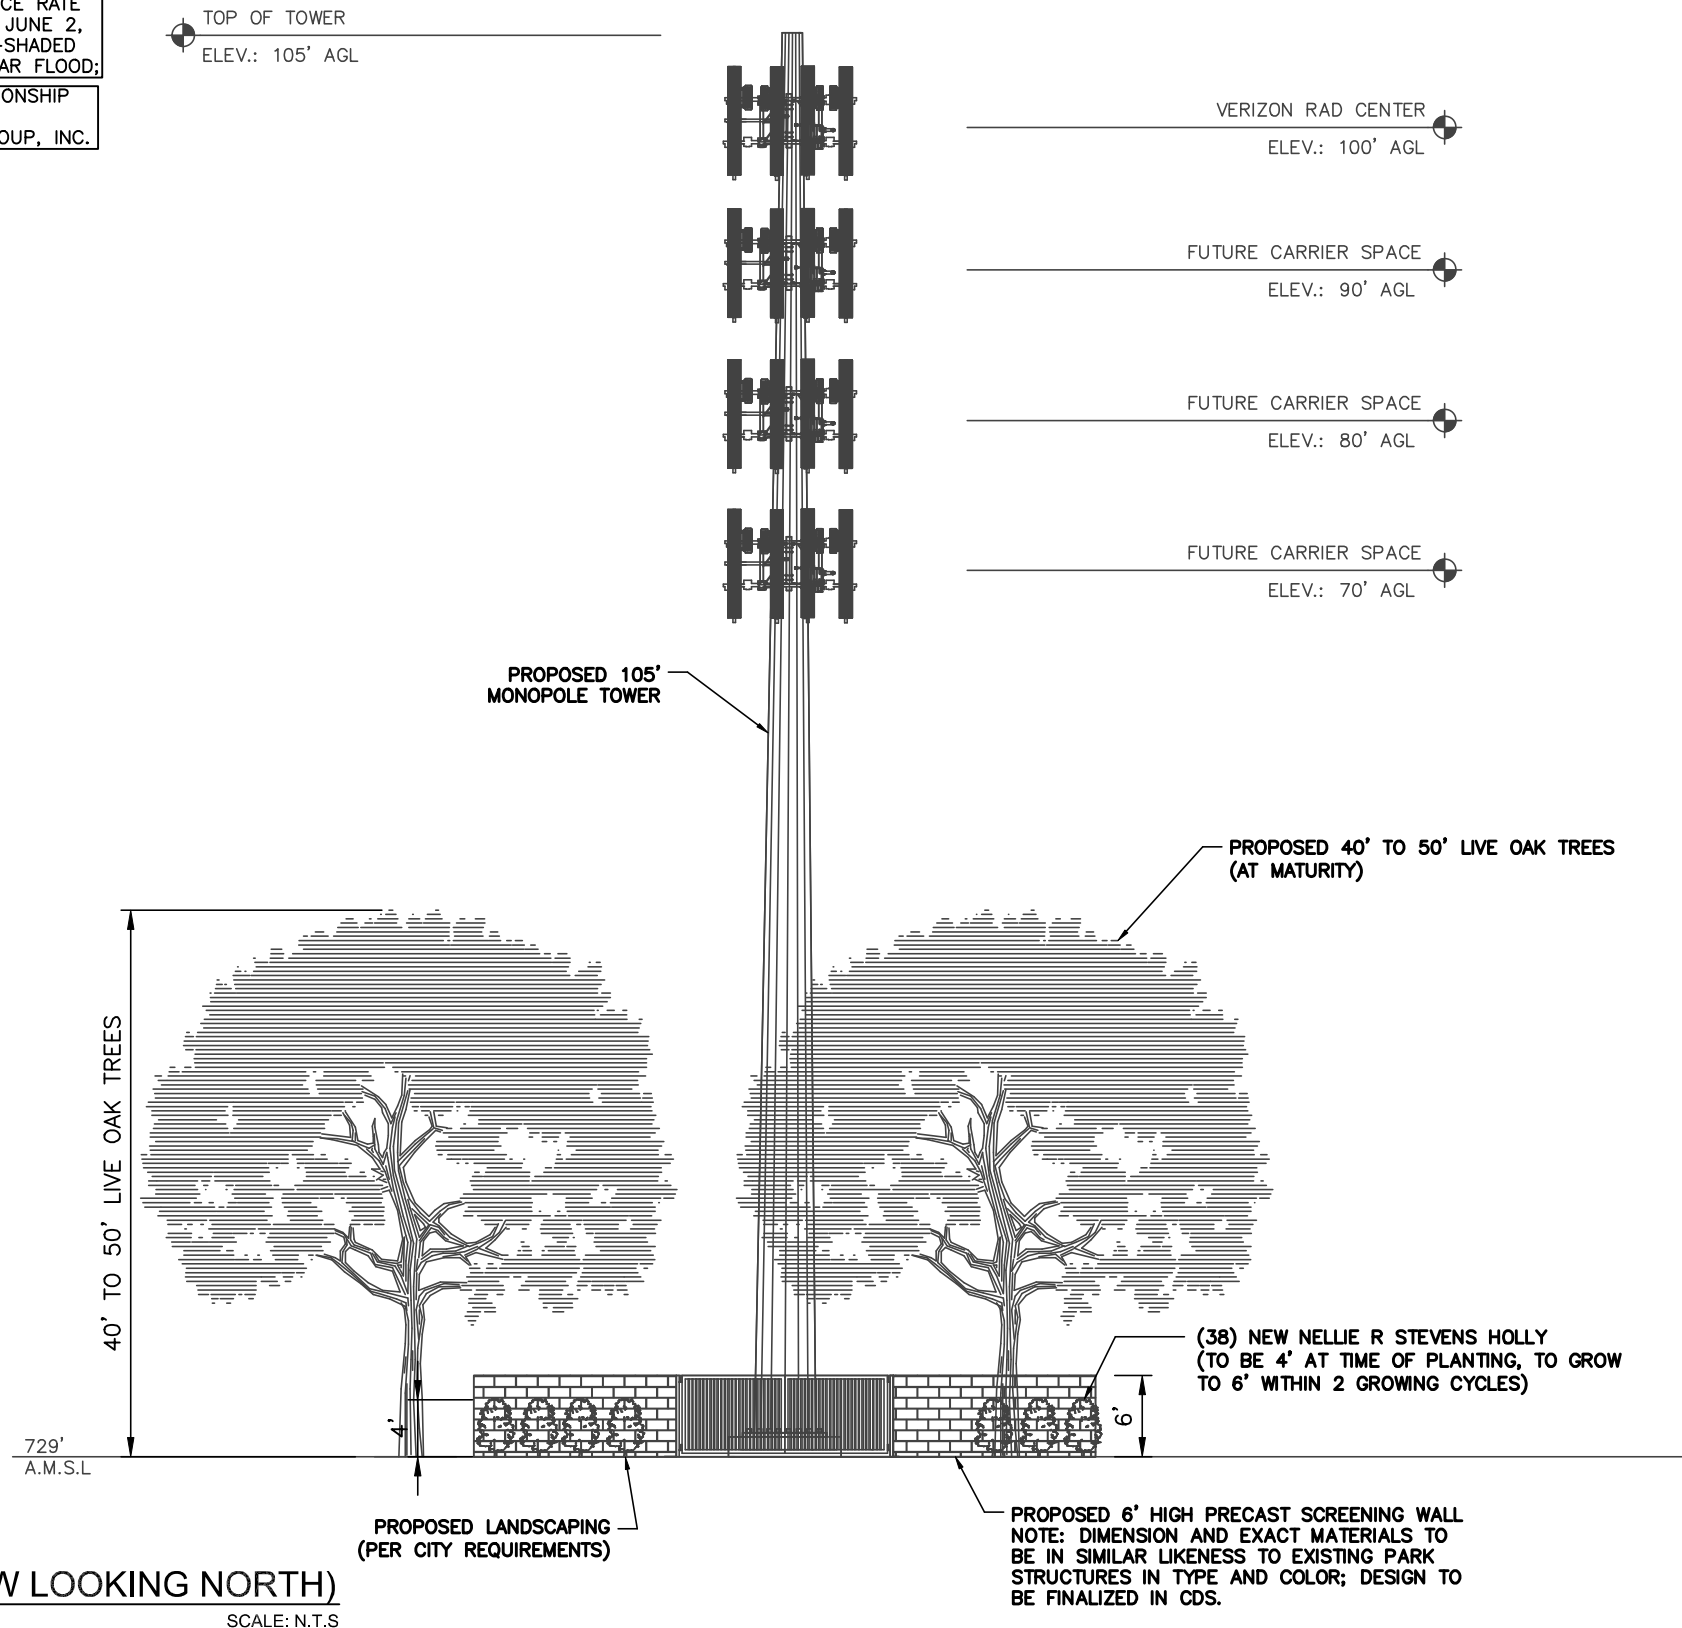 CE RATE
JUNE 2,
-SHADED
AR FLOOD;
ONSHIP
OUP, INC.
TOP OF TOWER
ELEV.: 105' AGL
VERIZON RAD CENTER
ELEV.: 100' AGL
FUTURE CARRIER SPACE
ELEV.: 90' AGL
FUTURE CARRIER SPACE
ELEV.: 80' AGL
FUTURE CARRIER SPACE
ELEV.: 70' AGL
PROPOSED 105'
MONOPOLE TOWER
PROPOSED 40' TO 50' LIVE OAK TREES
(AT MATURITY)
40' TO 50' LIVE OAK TREES
(38) NEW NELLIE R STEVENS HOLLY
(TO BE 4' AT TIME OF PLANTING, TO GROW
TO 6' WITHIN 2 GROWING CYCLES)
4'
6'
729'
A.M.S.L
PROPOSED LANDSCAPING
(PER CITY REQUIREMENTS)
PROPOSED 6' HIGH PRECAST SCREENING WALL
NOTE: DIMENSION AND EXACT MATERIALS TO
BE IN SIMILAR LIKENESS TO EXISTING PARK
STRUCTURES IN TYPE AND COLOR; DESIGN TO
BE FINALIZED IN CDS.
W LOOKING NORTH)
SCALE: N.T.S